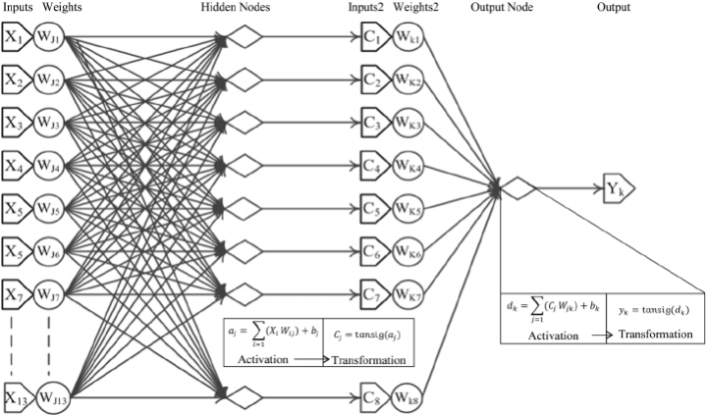 Inputs Weights Hidden Nodes Inputs2 Weights2 Output Node Output
X1 WJ1 C1 Wk1
X2 WJ2 C2 WK2
X3 WJ3 C3 WK3
X4 WJ4 C4 WK4
X5 WJ5 C5 WK5
X5 WJ6 C6 WK6
X7 WJ7 C7 WK7
X13 WJ13 C8 Wk8
Yk
aj = ∑i=1 (Xi Wij) + bj Cj = tansig(aj)
Activation Transformation
dk = ∑j=1 (Cj Wjk) + bk yk = tansig(dk)
Activation Transformation